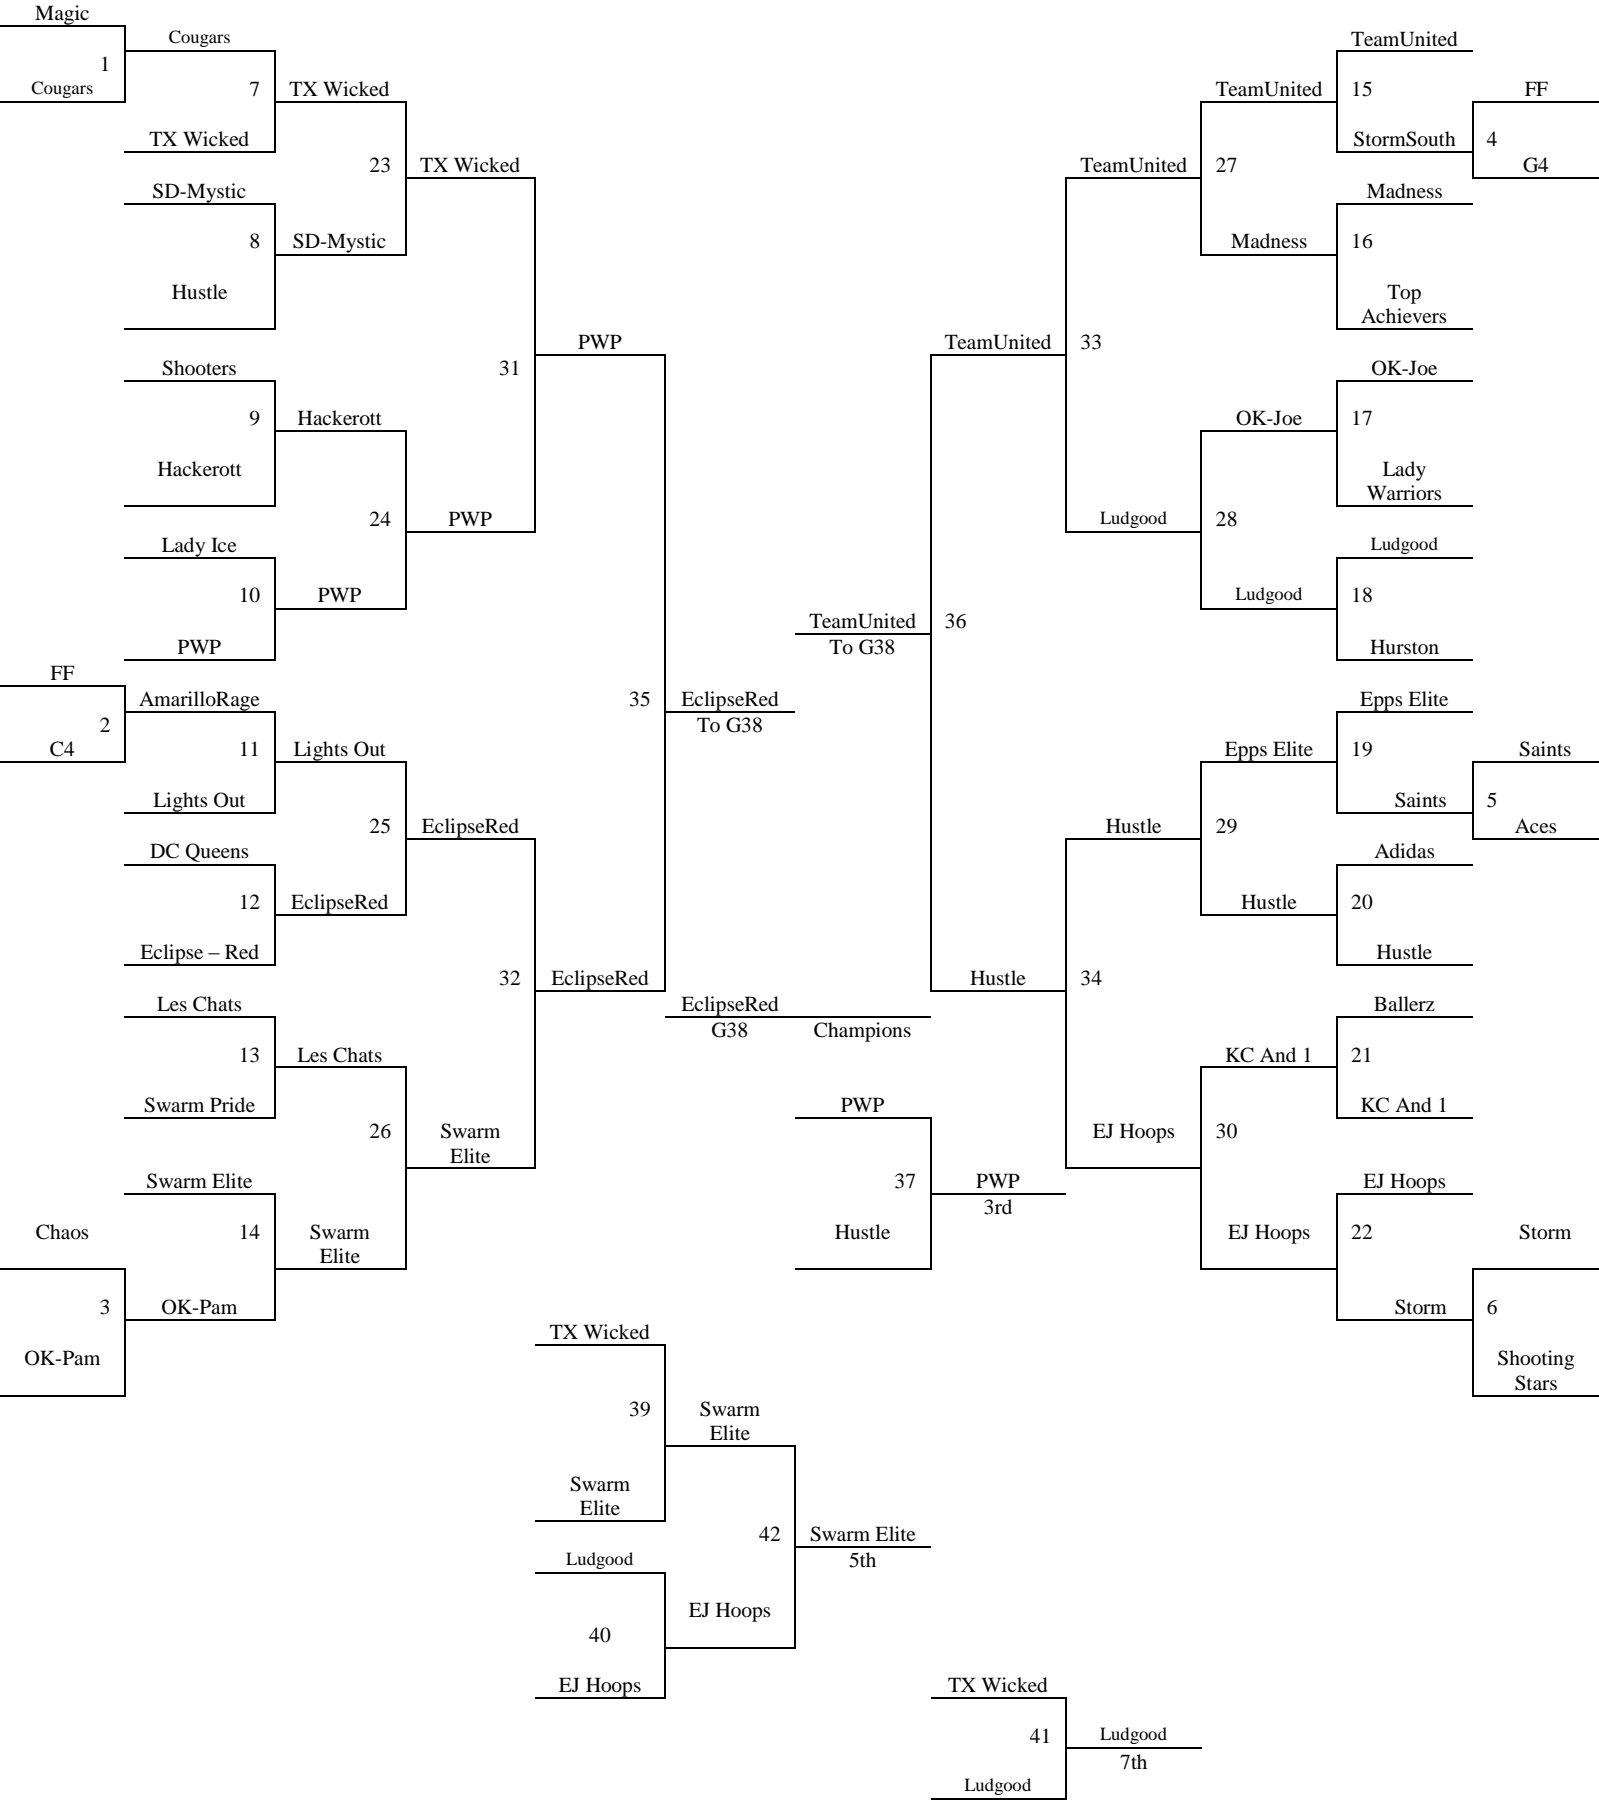 Magic
Cougars
TeamUnited
1
Cougars
7
TX Wicked
TeamUnited
15
FF
TX Wicked
StormSouth
4
23
TX Wicked
TeamUnited
27
G4
SD-Mystic
Madness
8
SD-Mystic
Madness
16
Hustle
Top
Achievers
PWP
TeamUnited
33
Shooters
31
OK-Joe
9
Hackerott
OK-Joe
17
Hackerott
Lady
Warriors
24
PWP
Ludgood
28
Lady Ice
Ludgood
10
PWP
Ludgood
18
TeamUnited
36
PWP
To G38
Hurston
FF
AmarilloRage
35
EclipseRed
Epps Elite
2
To G38
C4
11
Lights Out
Epps Elite
19
Saints
Lights Out
Saints
5
25
EclipseRed
Hustle
29
Aces
DC Queens
Adidas
12
EclipseRed
Hustle
20
Eclipse – Red
Hustle
32
EclipseRed
Hustle
34
Les Chats
EclipseRed
Ballerz
G38
Champions
13
Les Chats
KC And 1
21
Swarm Pride
PWP
KC And 1
26
Swarm
Elite
EJ Hoops
30
Swarm Elite
37
PWP
EJ Hoops
3rd
Chaos
14
Swarm
Elite
Hustle
EJ Hoops
22
Storm
3
OK-Pam
Storm
6
TX Wicked
OK-Pam
Shooting
Stars
39
Swarm
Elite
Swarm
Elite
42
Swarm Elite
Ludgood
5th
EJ Hoops
40
EJ Hoops
TX Wicked
41
Ludgood
7th
Ludgood